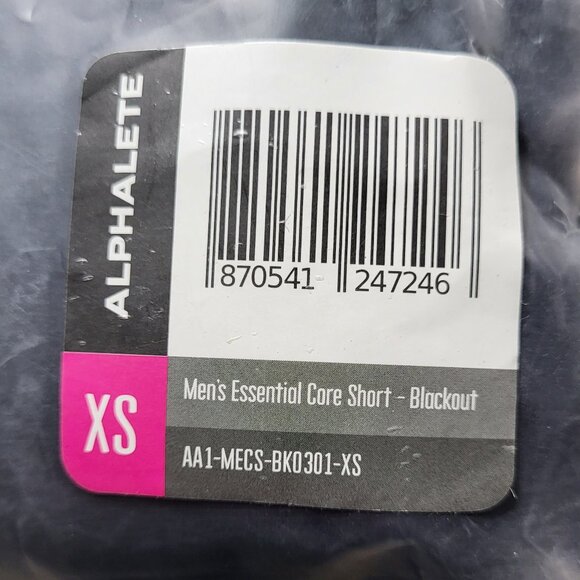 ALPHALETE
870541 247246
XS
Men's Essential Core Short - Blackout
AA1-MECS-BK0301-XS